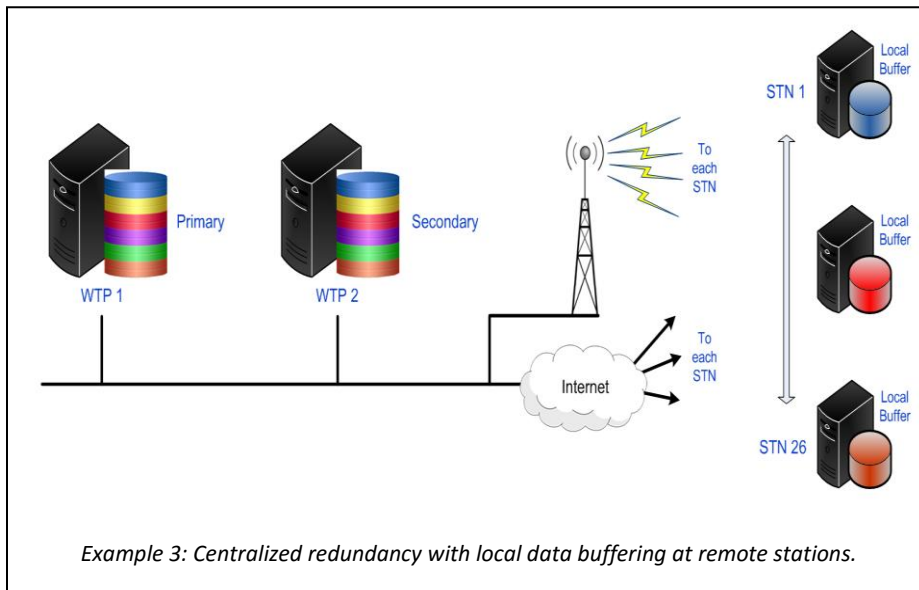 Primary
WTP 1
Secondary
WTP 2
To
each
STN
Internet
To
each
STN
Local
Buffer
STN 1
Local
Buffer
Local
Buffer
STN 26
Example 3: Centralized redundancy with local data buffering at remote stations.